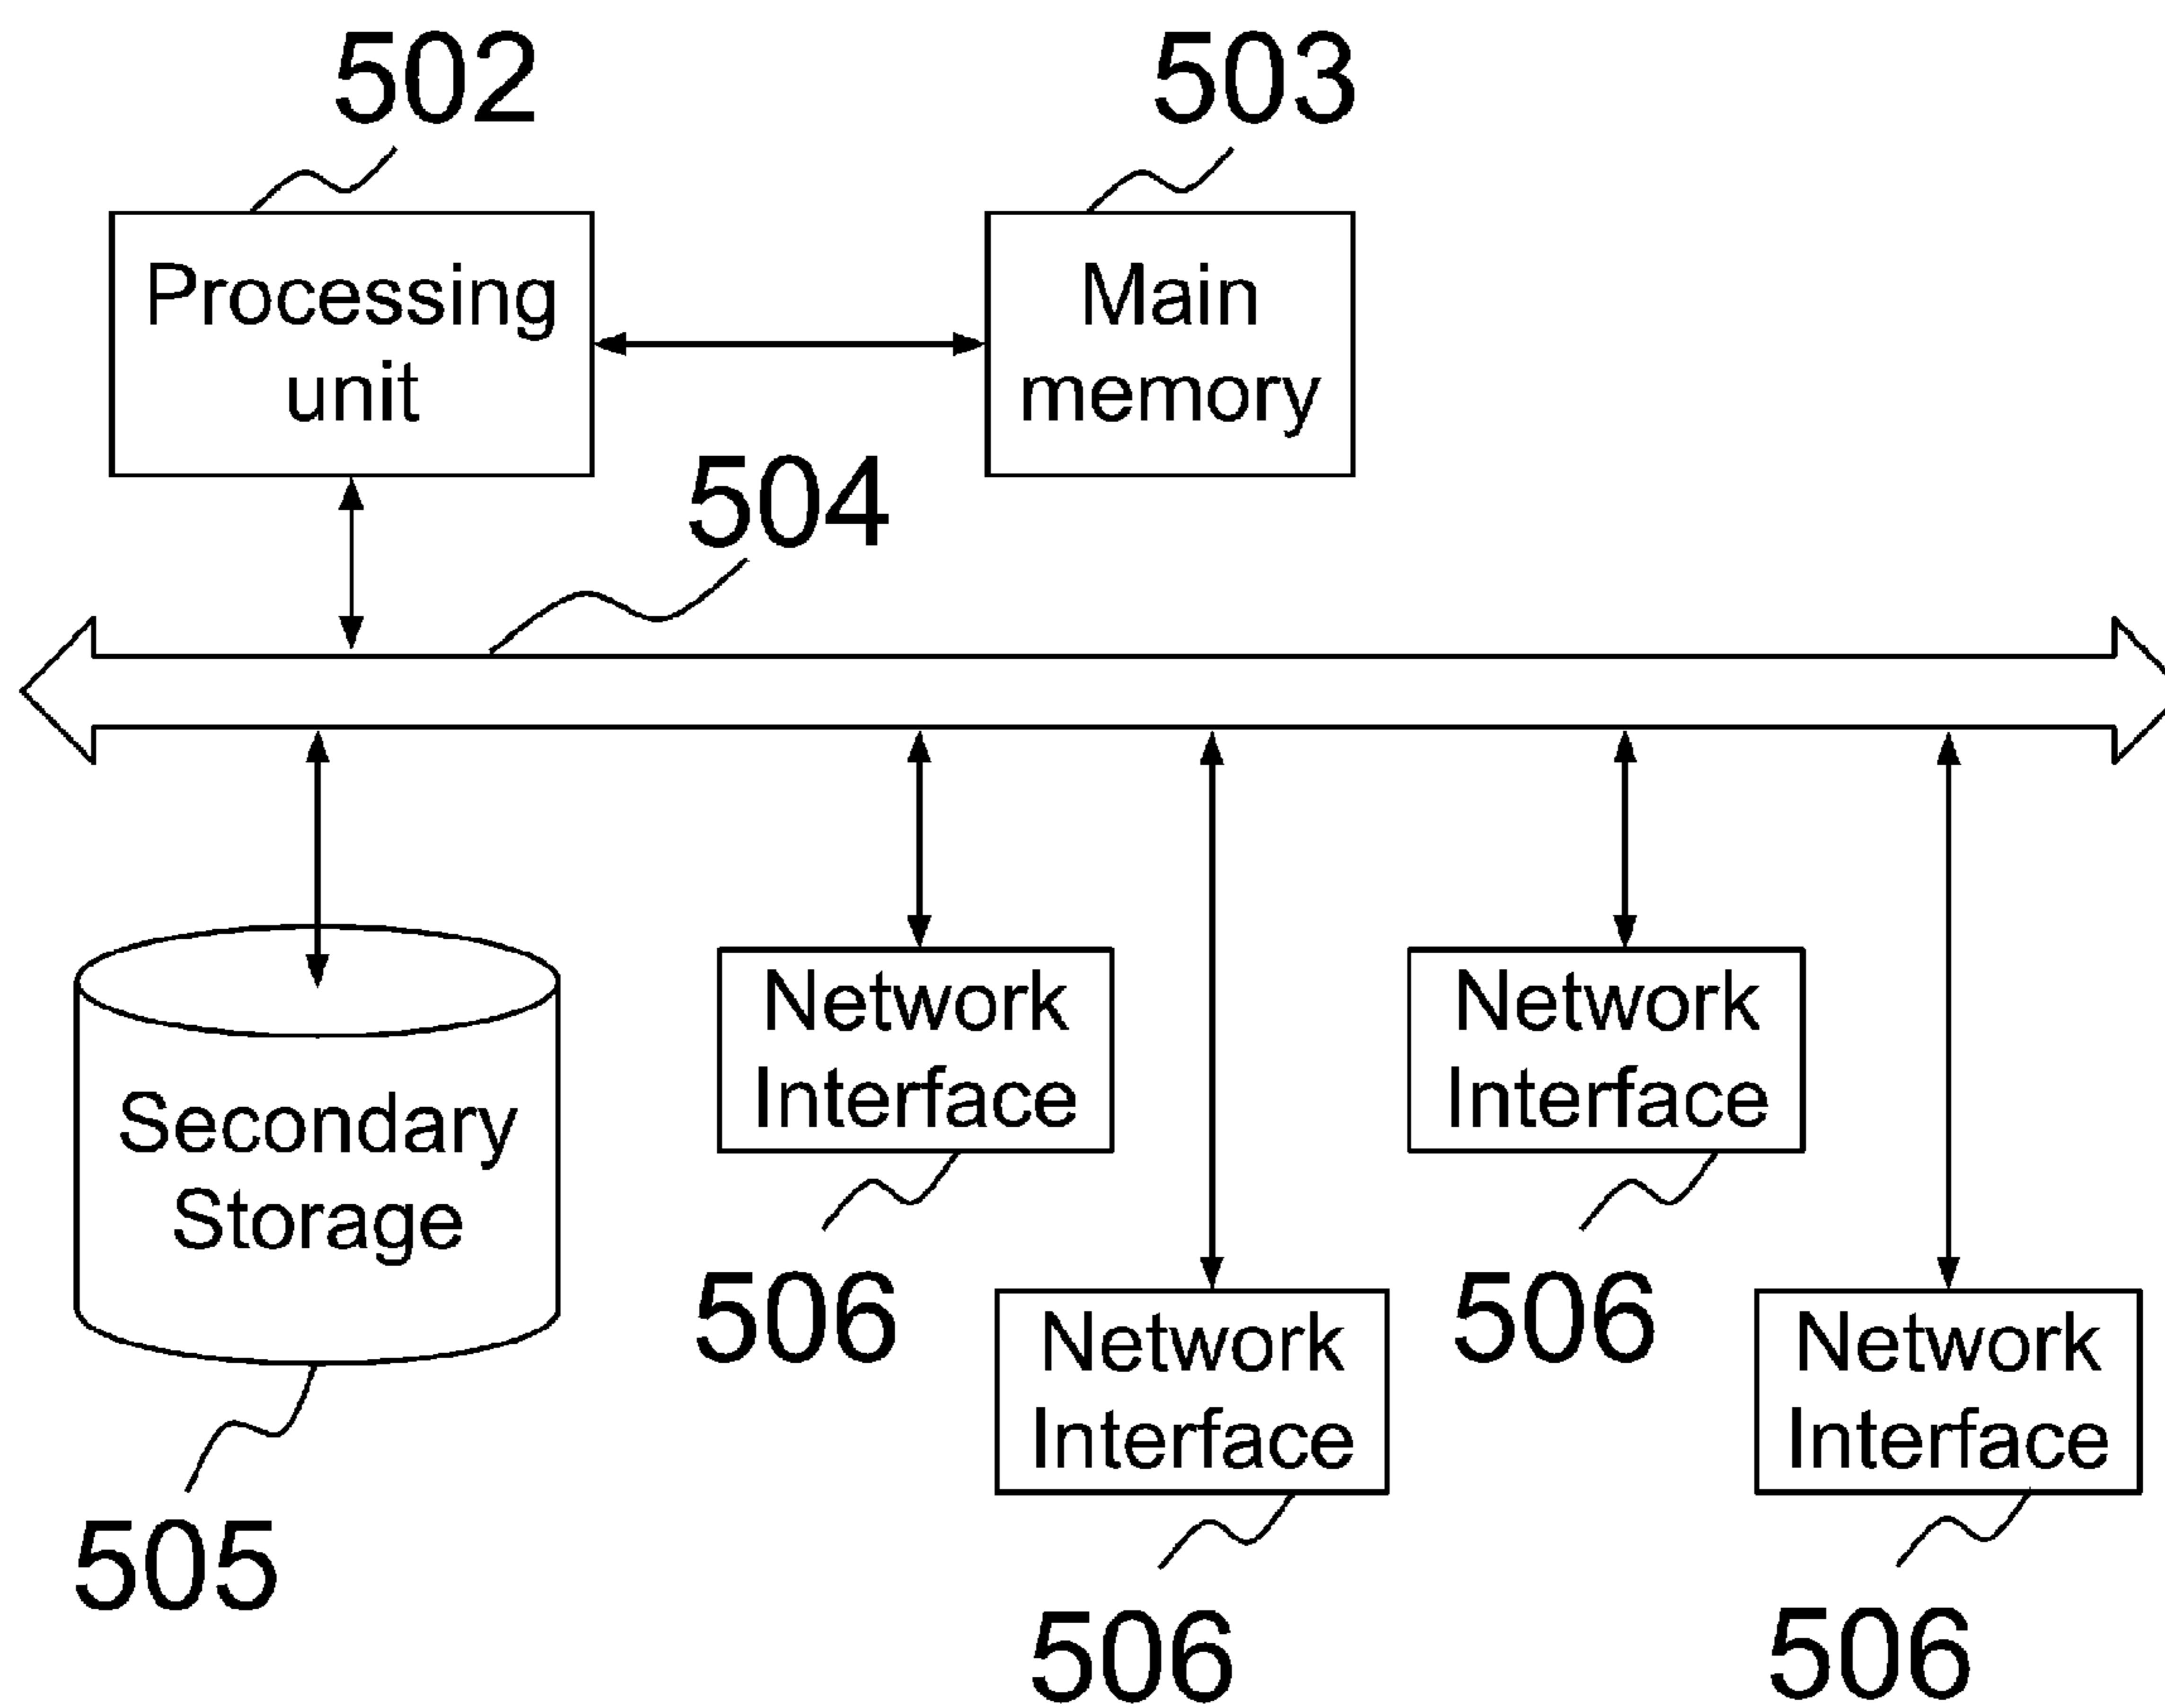 502
503
Processing
unit
Main
memory
504
Network
Interface
Network
Interface
Secondary
Storage
506
506
Network
Interface
Network
Interface
505
506
506